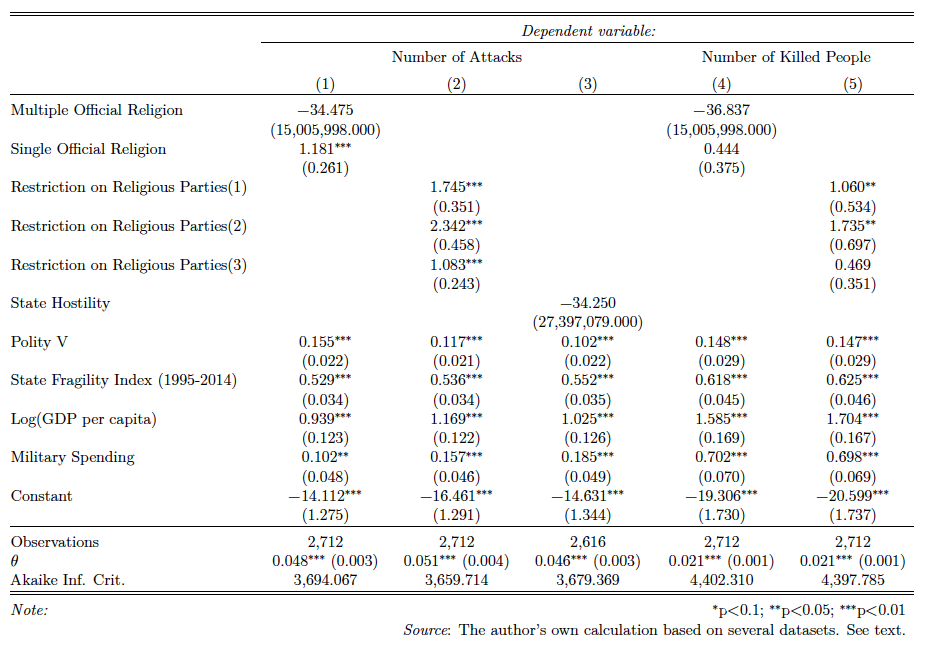 Dependent variable:
Number of Attacks Number of Killed People
(1) (2) (3) (4) (5)
Multiple Official Religion −34.475 −36.837
(15,005,998.000) (15,005,998.000)
Single Official Religion 1.181*** 0.444
(0.261) (0.375)
Restriction on Religious Parties(1) 1.745*** 1.060**
(0.351) (0.534)
Restriction on Religious Parties(2) 2.342*** 1.735**
(0.458) (0.697)
Restriction on Religious Parties(3) 1.083*** 0.469
(0.243) (0.351)
State Hostility −34.250
(27,397,079.000)
Polity V 0.155*** 0.117*** 0.102*** 0.148*** 0.147***
(0.022) (0.021) (0.022) (0.029) (0.029)
State Fragility Index (1995-2014) 0.529*** 0.536*** 0.552*** 0.618*** 0.625***
(0.034) (0.034) (0.035) (0.045) (0.046)
Log(GDP per capita) 0.939*** 1.169*** 1.025*** 1.585*** 1.704***
(0.123) (0.122) (0.126) (0.169) (0.167)
Military Spending 0.102** 0.157*** 0.185*** 0.702*** 0.698***
(0.048) (0.046) (0.049) (0.070) (0.069)
Constant −14.112*** −16.461*** −14.631*** −19.306*** −20.599***
(1.275) (1.291) (1.344) (1.730) (1.737)
Observations 2,712 2,712 2,616 2,712 2,712
θ 0.048*** (0.003) 0.051*** (0.004) 0.046*** (0.003) 0.021*** (0.001) 0.021*** (0.001)
Akaike Inf. Crit. 3,694.067 3,659.714 3,679.369 4,402.310 4,397.785
Note: *p<0.1; **p<0.05; ***p<0.01
Source: The author's own calculation based on several datasets. See text.